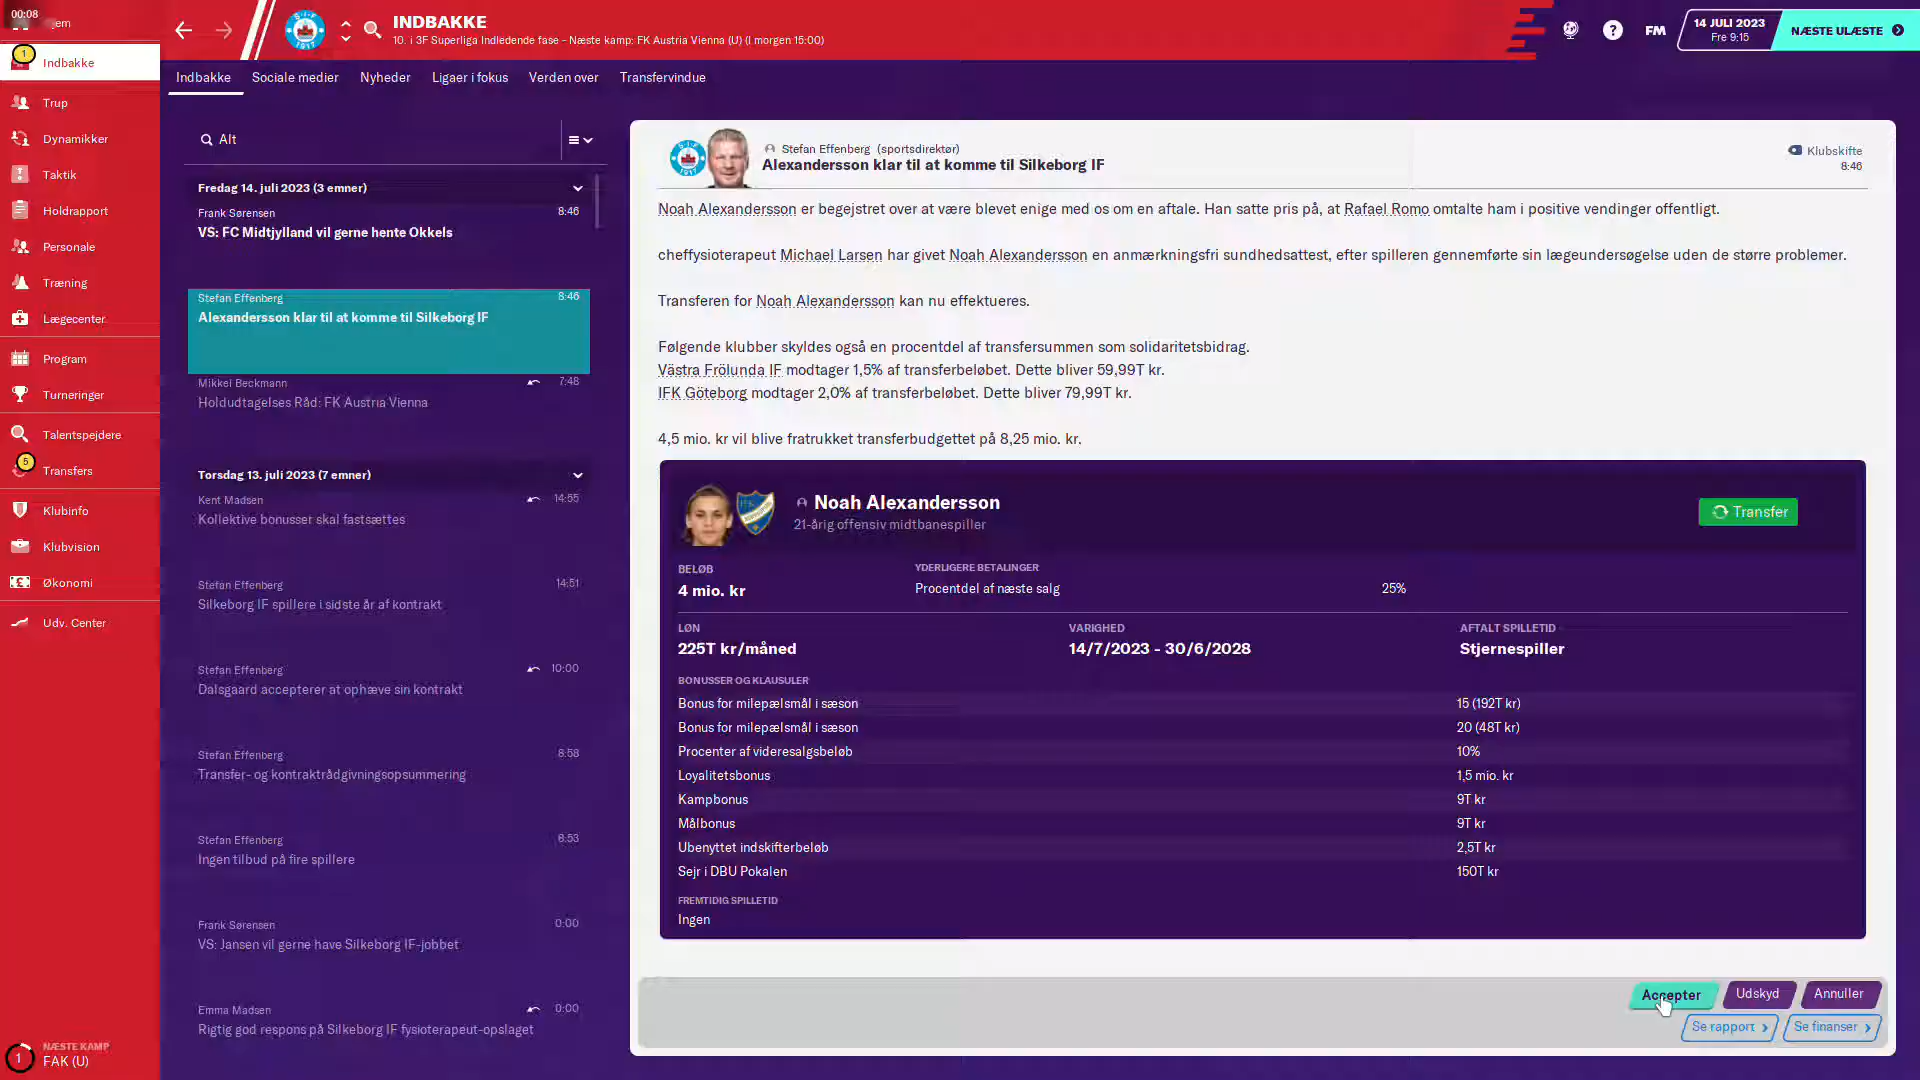 00:08
INDBAKKE
10. i 3F Superliga Indledende fase - Næste kamp: FK Austria Vienna (U) (I morgen 15:00)
FM
14 JULI 2023
Fre 9:15
NÆSTE ULÆSTE
1
Indbakke
Trup
Dynamikker
Taktik
Holdrapport
Personale
Træning
Lægecenter
Program
Turneringer
Talentspejdere
5
Transfers
Klubinfo
Klubvision
Økonomi
Udv. Center
1
NÆSTE KAMP
FAK (U)
Indbakke
Sociale medier
Nyheder
Ligaer i fokus
Verden over
Transfervindue
Alt
Fredag 14. juli 2023 (3 emner)
Frank Sørensen 8:46
VS: FC Midtjylland vil gerne hente Okkels
Stefan Effenberg 8:46
Alexandersson klar til at komme til Silkeborg IF
Mikkel Beckmann 7:48
Holdudtagelses Råd: FK Austria Vienna
Torsdag 13. juli 2023 (7 emner)
Kent Madsen 14:55
Kollektive bonusser skal fastsættes
Stefan Effenberg 14:51
Silkeborg IF spillere i sidste år af kontrakt
Stefan Effenberg 10:00
Dalsgaard accepterer at ophæve sin kontrakt
Stefan Effenberg 8:58
Transfer- og kontraktrådgivningsopsummering
Stefan Effenberg 8:53
Ingen tilbud på fire spillere
Frank Sørensen 0:00
VS: Jansen vil gerne have Silkeborg IF-jobbet
Emma Madsen 0:00
Rigtig god respons på Silkeborg IF fysioterapeut-opslaget
Stefan Effenberg (sportsdirektør)
Alexandersson klar til at komme til Silkeborg IF
Klubskifte
8:46
Noah Alexandersson er begejstret over at være blevet enige med os om en aftale. Han satte pris på, at Rafael Romo omtalte ham i positive vendinger offentligt.
cheffysioterapeut Michael Larsen har givet Noah Alexandersson en anmærkningsfri sundhedsattest, efter spilleren gennemførte sin lægeundersøgelse uden de større problemer.
Transferen for Noah Alexandersson kan nu effektueres.
Følgende klubber skyldes også en procentdel af transfersummen som solidaritetsbidrag.
Västra Frölunda IF modtager 1,5% af transferbeløbet. Dette bliver 59,99T kr.
IFK Göteborg modtager 2,0% af transferbeløbet. Dette bliver 79,99T kr.
4,5 mio. kr vil blive fratrukket transferbudgettet på 8,25 mio. kr.
Noah Alexandersson
21-årig offensiv midtbanespiller
Transfer
BELØB
4 mio. kr
YDERLIGERE BETALINGER
Procentdel af næste salg 25%
LØN
225T kr/måned
VARIGHED
14/7/2023 - 30/6/2028
AFTALT SPILLETID
Stjernespiller
BONUSSER OG KLAUSULER
Bonus for milepælsmål i sæson 15 (192T kr)
Bonus for milepælsmål i sæson 20 (48T kr)
Procenter af videresalgsbeløb 10%
Loyalitetsbonus 1,5 mio. kr
Kampbonus 9T kr
Målbonus 9T kr
Ubenyttet indskifterbeløb 2,5T kr
Sejr i DBU Pokalen 150T kr
FREMTIDIG SPILLETID
Ingen
Accepter
Udskyd
Annuller
Se rapport
Se finanser